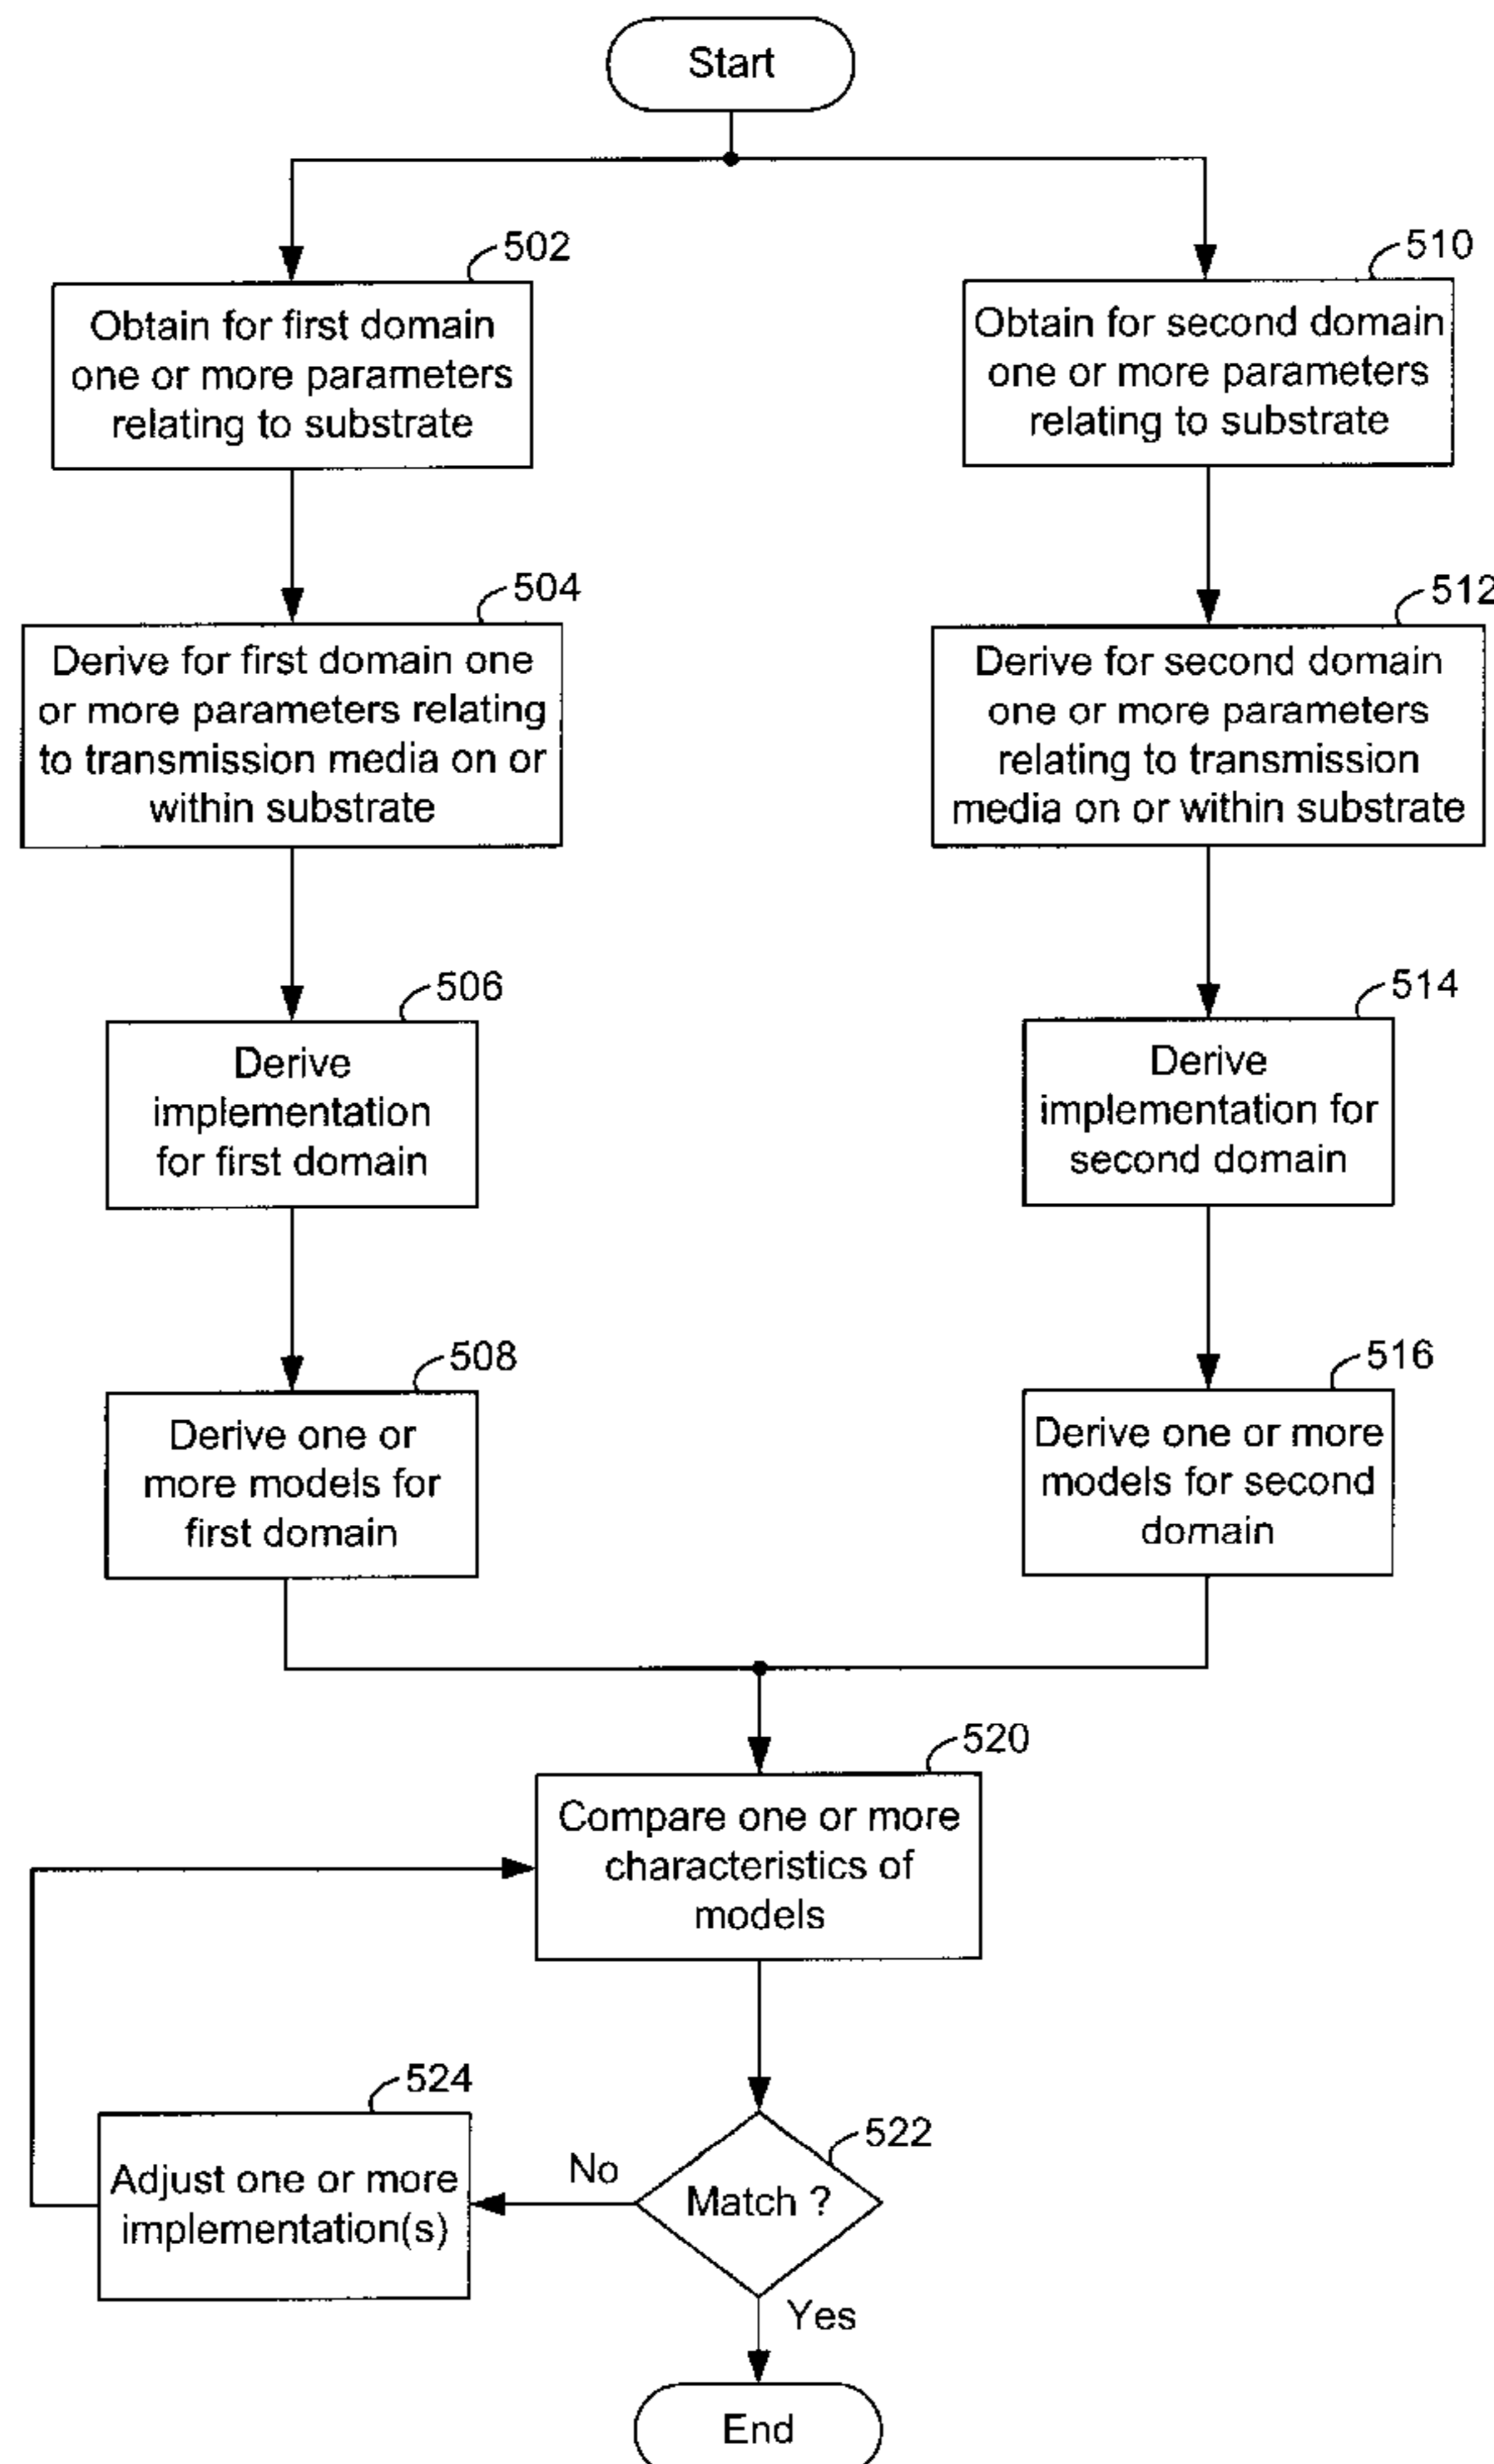 Start
502
Obtain for first domain
one or more parameters
relating to substrate
510
Obtain for second domain
one or more parameters
relating to substrate
504
Derive for first domain one
or more parameters relating
to transmission media on or
within substrate
512
Derive for second domain
one or more parameters
relating to transmission
media on or within substrate
506
Derive
implementation
for first domain
514
Derive
implementation for
second domain
508
Derive one or
more models for
first domain
516
Derive one or more
models for second
domain
520
Compare one or more
characteristics of
models
524
Adjust one or more
implementation(s)
No
522
Match ?
Yes
End